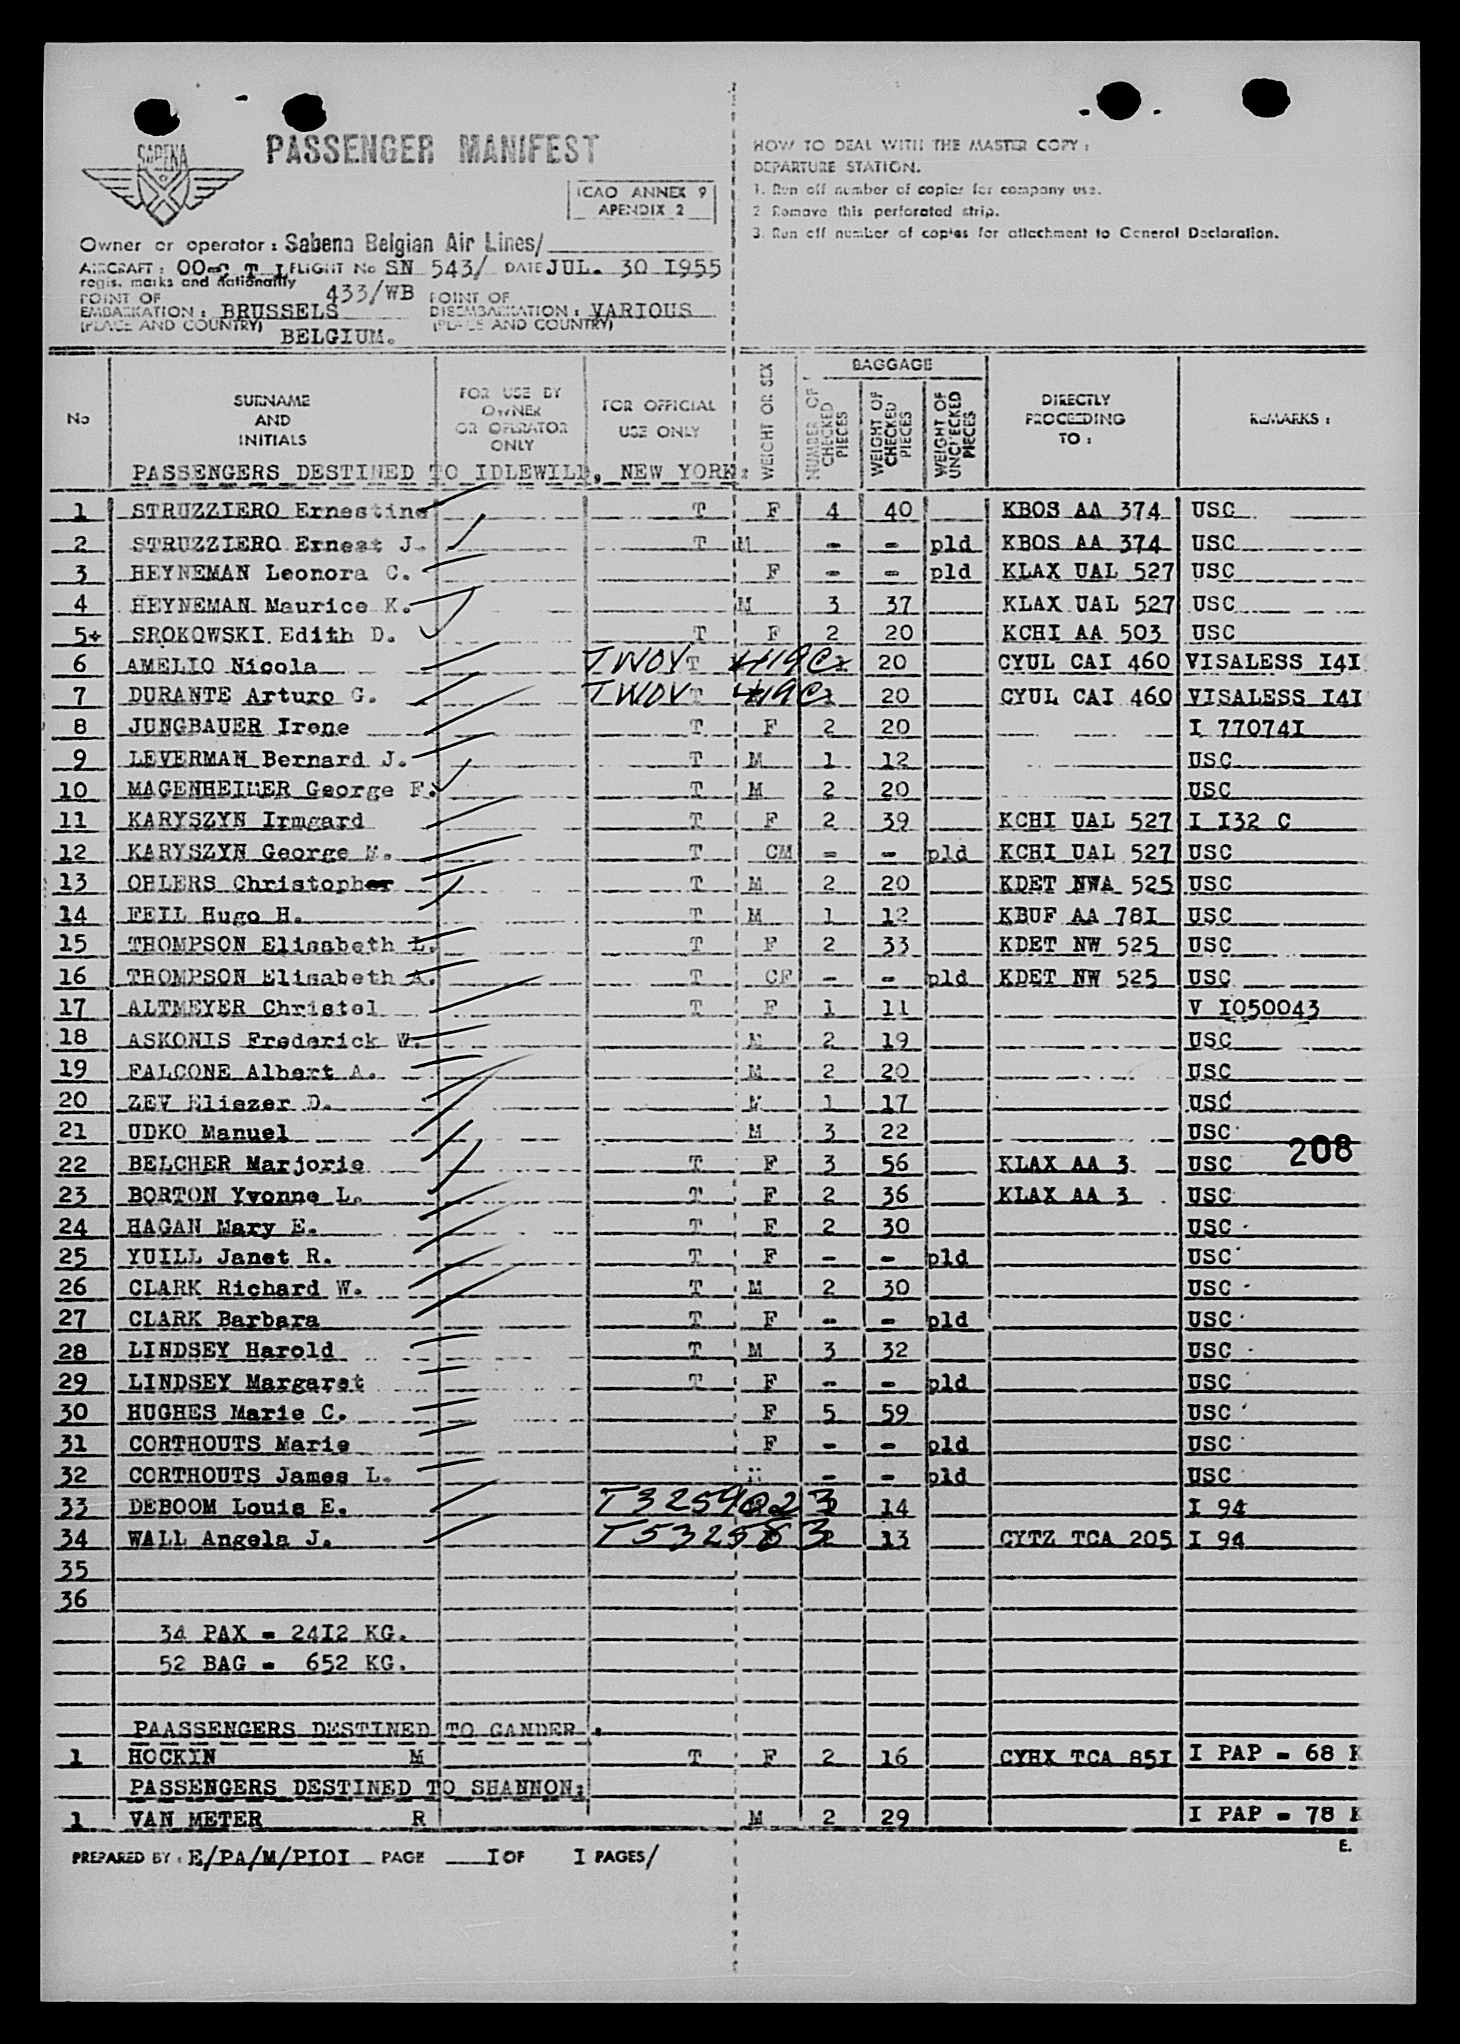 SABENA
PASSENGER MANIFEST
ICAO ANNEX 9
APENDIX 2
HOW TO DEAL WITH THE MASTER COPY :
DEPARTURE STATION.
1. Run off number of copies for company use.
2 Remove this perforated strip.
3. Run off number of copies for attachment to General Declaration.
Owner or operator : Sabena Belgian Air Lines/
AIRCRAFT : OO- FLIGHT No SN 543/ DATE JUL. 30 1955
regis. marks and nationality 433/WB
POINT OF EMBARKATION : BRUSSELS POINT OF DISEMBARKATION : VARIOUS
(PLACE AND COUNTRY) BELGIUM. (PLACE AND COUNTRY)
No SURNAME AND INITIALS FOR USE BY OWNER OR OPERATOR ONLY FOR OFFICIAL USE ONLY WEIGHT OR SEX BAGGAGE NUMBER OF CHECKED PIECES WEIGHT OF CHECKED PIECES WEIGHT OF UNCHECKED PIECES DIRECTLY PROCEEDING TO : REMARKS :
PASSENGERS DESTINED TO IDLEWILD, NEW YORK:
1 STRUZZIERO Ernestine T F 4 40 KBOS AA 374 USC
2 STRUZZIERO Ernest J. T M - - pld KBOS AA 374 USC
3 HEYNEMAN Leonora C. F - - pld KLAX UAL 527 USC
4 HEYNEMAN Maurice K. M 3 37 KLAX UAL 527 USC
5+ SROKOWSKI Edith D. T F 2 20 KCHI AA 503 USC
6 AMELIO Nicola TWOV T 419C 20 CYUL CAI 460 VISALESS I4I
7 DURANTE Arturo G. TWOV T 419C 20 CYUL CAI 460 VISALESS I4I
8 JUNGBAUER Irene T F 2 20 I 77074I
9 LEVERMAN Bernard J. T M 1 12 USC
10 MAGENHEIMER George F. T M 2 20 USC
11 KARYSZYN Irmgard T F 2 39 KCHI UAL 527 I I32 C
12 KARYSZYN George M. T CM - - pld KCHI UAL 527 USC
13 OHLERS Christopher T M 2 20 KDET NWA 525 USC
14 FEIL Hugo H. T M 1 12 KBUF AA 78I USC
15 THOMPSON Elisabeth L. T F 2 33 KDET NW 525 USC
16 THOMPSON Elisabeth A. T CF - - pld KDET NW 525 USC
17 ALTMEYER Christel T F 1 11 V I050043
18 ASKONIS Frederick W. M 2 19 USC
19 FALCONE Albert A. M 2 20 USC
20 ZEV Eliezer D. M 1 17 USC
21 UDKO Manuel M 3 22 USC
208
22 BELCHER Marjorie T F 3 56 KLAX AA 3 USC
23 BORTON Yvonne L. T F 2 36 KLAX AA 3 USC
24 HAGAN Mary E. T F 2 30 USC
25 YUILL Janet R. T F - - pld USC
26 CLARK Richard W. T M 2 30 USC
27 CLARK Barbara T F - - pld USC
28 LINDSEY Harold T M 3 32 USC
29 LINDSEY Margaret T F - - pld USC
30 HUGHES Marie C. F 5 59 USC
31 CORTHOUTS Marie F - - pld USC
32 CORTHOUTS James L. M - - pld USC
33 DEBOOM Louis E. T3259023 14 I 94
34 WALL Angela J. T532583 2 13 CYTZ TCA 205 I 94
35
36
34 PAX = 24I2 KG.
52 BAG = 652 KG.
PAASSENGERS DESTINED TO GANDER .
1 HOCKIN M T F 2 16 CYHX TCA 85I I PAP = 68 K
PASSENGERS DESTINED TO SHANNON:
1 VAN METER R M 2 29 I PAP = 78 K
E.
PREPARED BY : E/PA/M/PIOI PAGE I OF I PAGES/